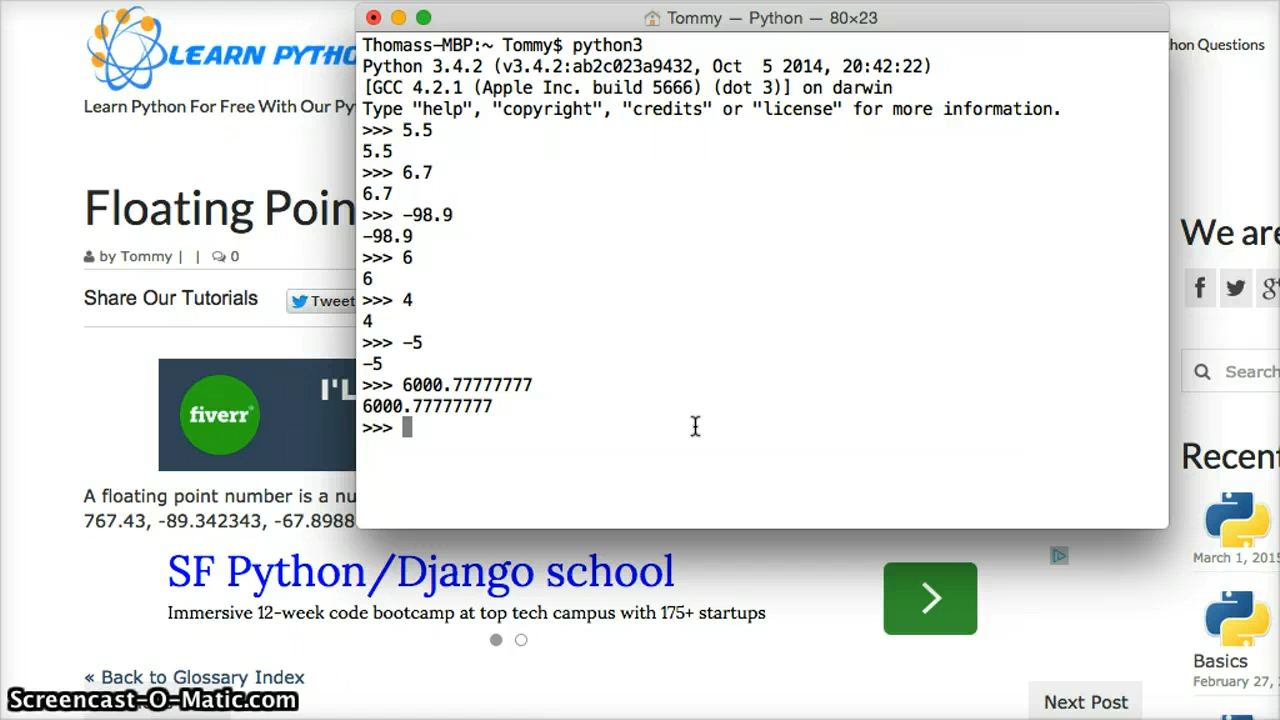 Tommy — Python — 80×23
Thomass-MBP:~ Tommy$ python3
Python 3.4.2 (v3.4.2:ab2c023a9432, Oct  5 2014, 20:42:22)
[GCC 4.2.1 (Apple Inc. build 5666) (dot 3)] on darwin
Type "help", "copyright", "credits" or "license" for more information.
>>> 5.5
5.5
>>> 6.7
6.7
>>> -98.9
-98.9
>>> 6
6
>>> 4
4
>>> -5
-5
>>> 6000.77777777
6000.77777777
>>>
LEARN PYTHO
Learn Python For Free With Our Py
hon Questions
Floating Poin
by Tommy | | 0
Share Our Tutorials
Tweet
fiverr
I'L
A floating point number is a nu
767.43, -89.342343, -67.8988
SF Python/Django school
Immersive 12-week code bootcamp at top tech campus with 175+ startups
« Back to Glossary Index
Next Post
We are
Search
Recent
March 1, 2015
Basics
February 27,
Screencast-O-Matic.com